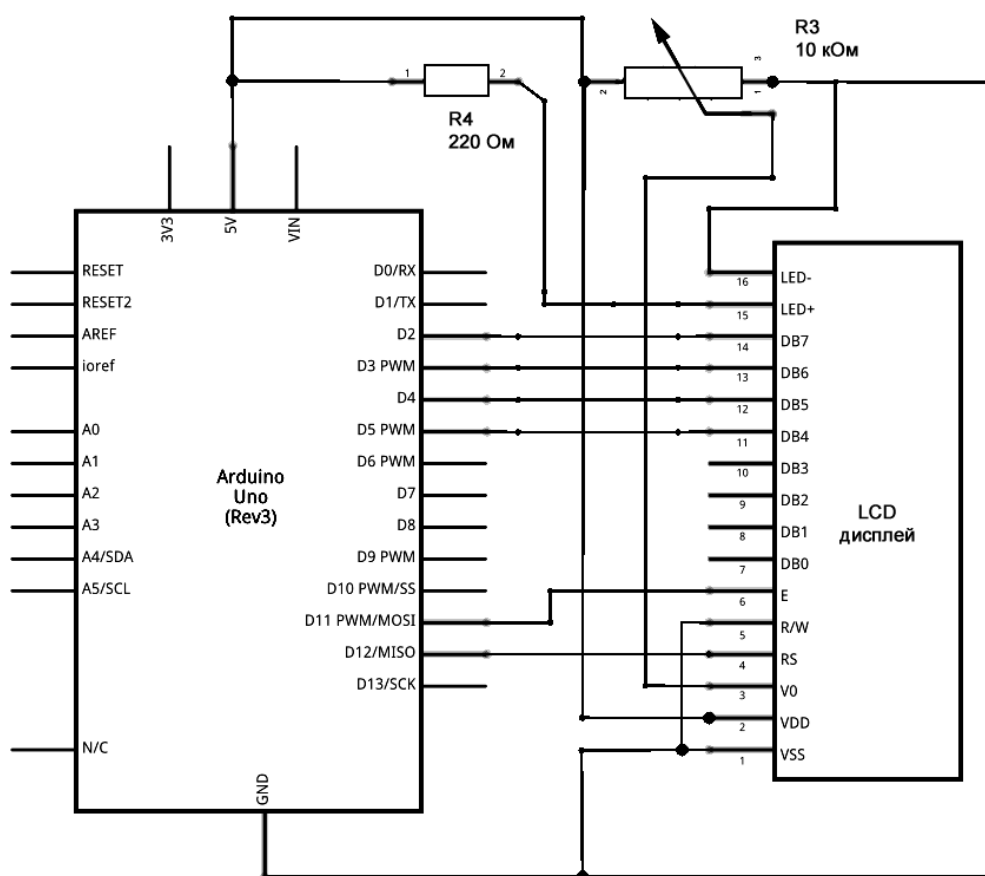 R3
10 кОм
1
2
2
3
1
R4
220 Ом
3V3
5V
VIN
RESET
RESET2
AREF
ioref
A0
A1
A2
A3
A4/SDA
A5/SCL
N/C
Arduino
Uno
(Rev3)
GND
D0/RX
D1/TX
D2
D3 PWM
D4
D5 PWM
D6 PWM
D7
D8
D9 PWM
D10 PWM/SS
D11 PWM/MOSI
D12/MISO
D13/SCK
16 LED-
15 LED+
14 DB7
13 DB6
12 DB5
11 DB4
10 DB3
9 DB2
8 DB1
7 DB0
6 E
5 R/W
4 RS
3 V0
2 VDD
1 VSS
LCD
дисплей